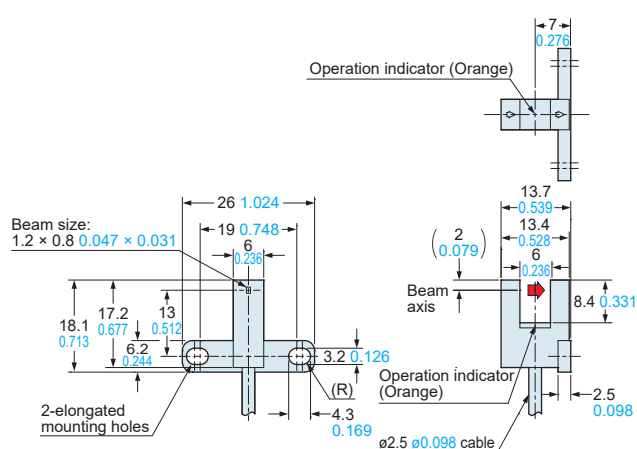 7
0.276
Operation indicator (Orange)
26 1.024
19 0.748
6
0.236
Beam size:
1.2 × 0.8 0.047 × 0.031
18.1
0.713
17.2
0.677
13
0.512
6.2
0.244
3.2 0.126
(R)
4.3
0.169
2-elongated
mounting holes
13.7
0.539
13.4
0.528
6
0.236
(2
0.079)
Beam
axis
8.4 0.331
Operation indicator
(Orange)
2.5
0.098
ø2.5 ø0.098 cable